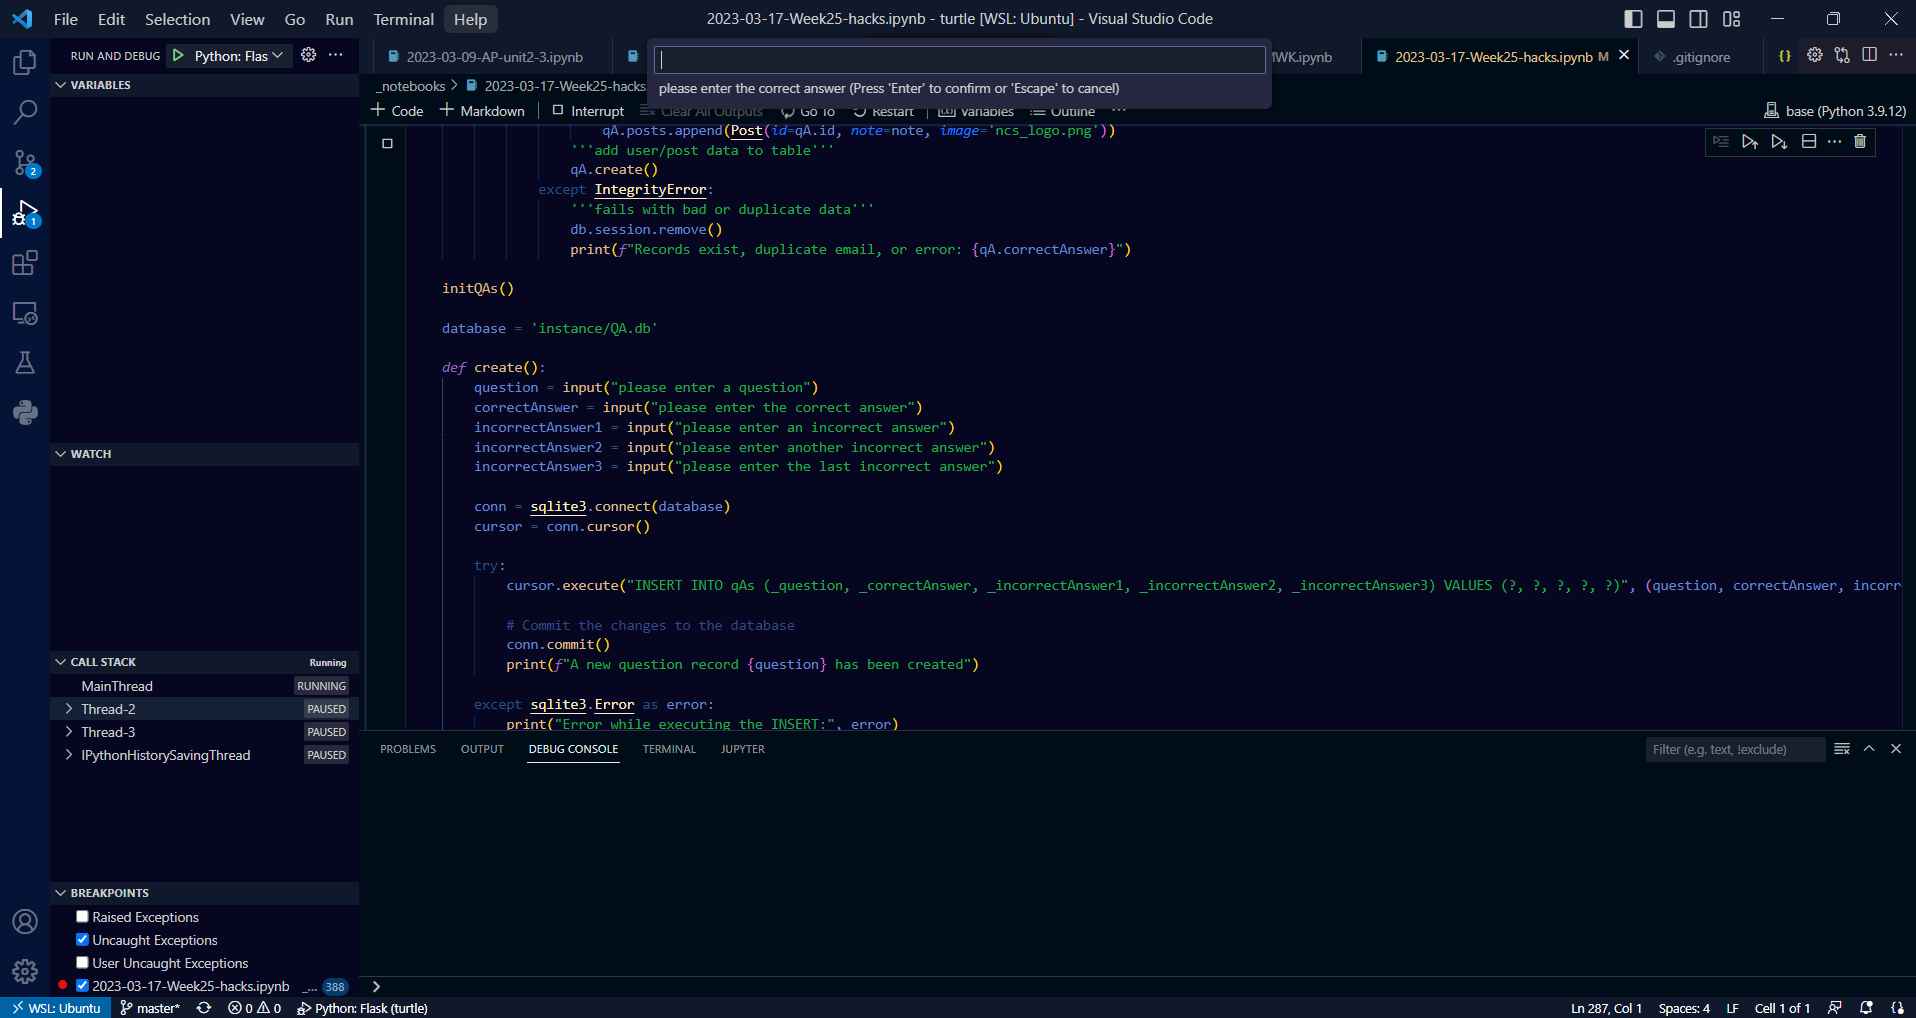 File Edit Selection View Go Run Terminal Help
2023-03-17-Week25-hacks.ipynb - turtle [WSL: Ubuntu] - Visual Studio Code
RUN AND DEBUG Python: Flas
2023-03-09-AP-unit2-3.ipynb
WK.ipynb
2023-03-17-Week25-hacks.ipynb M
.gitignore
please enter the correct answer (Press 'Enter' to confirm or 'Escape' to cancel)
_notebooks > 2023-03-17-Week25-hacks
+ Code + Markdown Interrupt Clear All Outputs Go To Restart Variables Outline ...
base (Python 3.9.12)
VARIABLES
WATCH
CALL STACK Running
MainThread RUNNING
Thread-2 PAUSED
Thread-3 PAUSED
IPythonHistorySavingThread PAUSED
BREAKPOINTS
Raised Exceptions
Uncaught Exceptions
User Uncaught Exceptions
2023-03-17-Week25-hacks.ipynb _... 388
2
1
qA.posts.append(Post(id=qA.id, note=note, image='ncs_logo.png'))
'''add user/post data to table'''
qA.create()
except IntegrityError:
'''fails with bad or duplicate data'''
db.session.remove()
print(f"Records exist, duplicate email, or error: {qA.correctAnswer}")
initQAs()
database = 'instance/QA.db'
def create():
question = input("please enter a question")
correctAnswer = input("please enter the correct answer")
incorrectAnswer1 = input("please enter an incorrect answer")
incorrectAnswer2 = input("please enter another incorrect answer")
incorrectAnswer3 = input("please enter the last incorrect answer")
conn = sqlite3.connect(database)
cursor = conn.cursor()
try:
cursor.execute("INSERT INTO qAs (_question, _correctAnswer, _incorrectAnswer1, _incorrectAnswer2, _incorrectAnswer3) VALUES (?, ?, ?, ?, ?)", (question, correctAnswer, incorr
# Commit the changes to the database
conn.commit()
print(f"A new question record {question} has been created")
except sqlite3.Error as error:
print("Error while executing the INSERT:", error)
PROBLEMS OUTPUT DEBUG CONSOLE TERMINAL JUPYTER
Filter (e.g. text, !exclude)
>
WSL: Ubuntu master* 0 0 Python: Flask (turtle)
Ln 287, Col 1 Spaces: 4 LF Cell 1 of 1